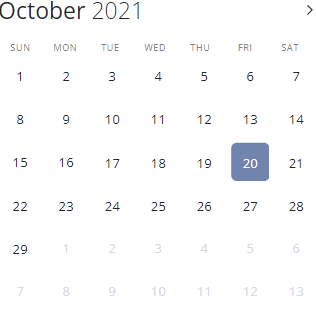 October 2021
SUN MON TUE WED THU FRI SAT
1 2 3 4 5 6 7
8 9 10 11 12 13 14
15 16 17 18 19 20 21
22 23 24 25 26 27 28
29 1 2 3 4 5 6
7 8 9 10 11 12 13